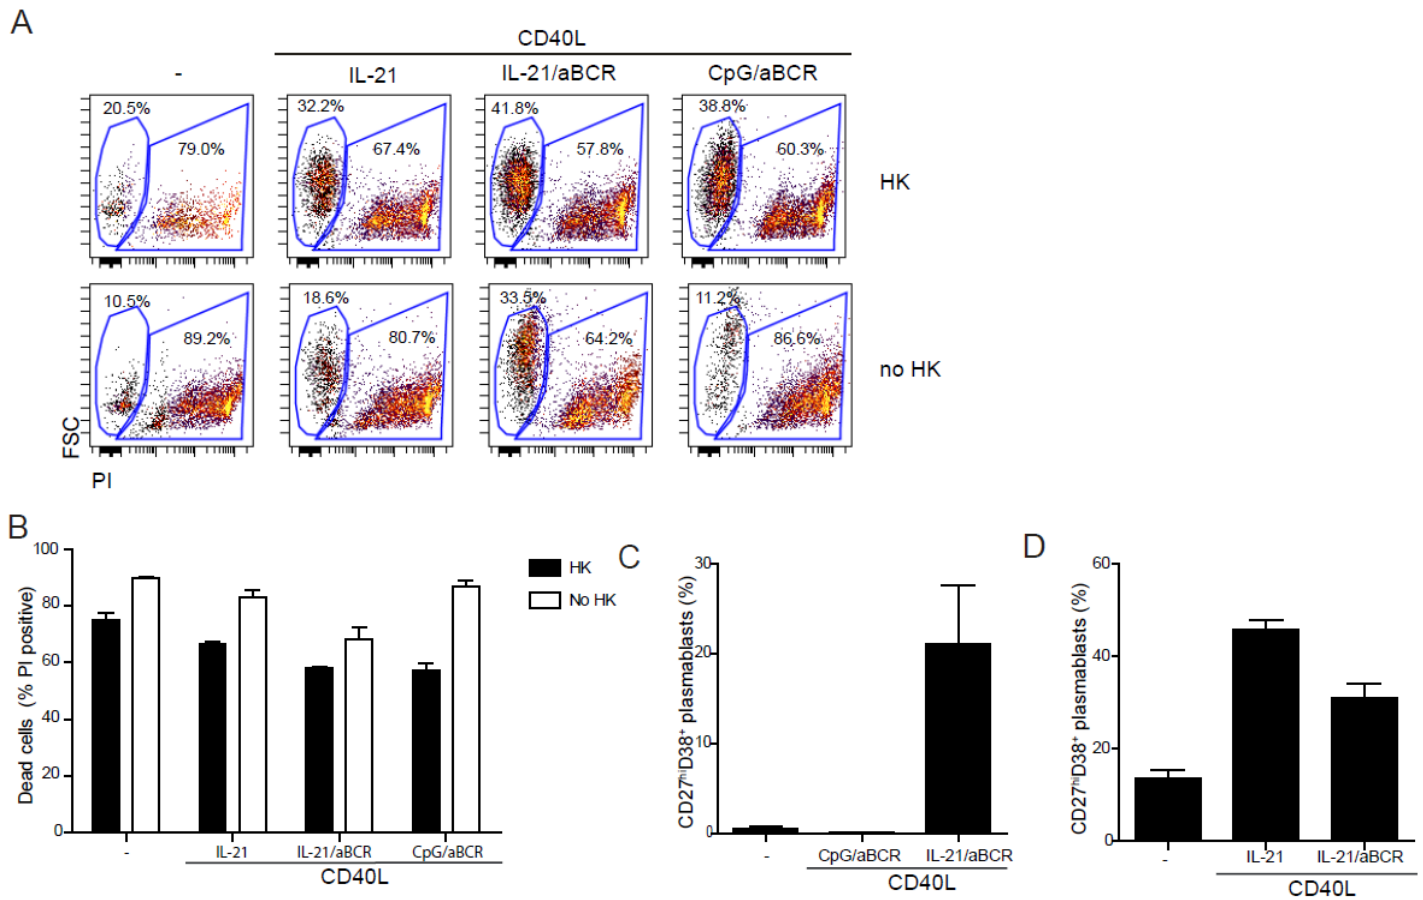 A
CD40L
- IL-21 IL-21/aBCR CpG/aBCR
20.5% 32.2% 41.8% 38.8%
79.0% 67.4% 57.8% 60.3%
HK
10.5% 18.6% 33.5% 11.2%
89.2% 80.7% 64.2% 86.6%
no HK
FSC
PI
B
100
80
60
40
20
0
Dead cells (% PI positive)
HK
No HK
- IL-21 IL-21/aBCR CpG/aBCR
CD40L
C
30
20
10
0
CD27hiD38+ plasmablasts (%)
- CpG/aBCR IL-21/aBCR
CD40L
D
60
40
20
0
CD27hiD38+ plasmablasts (%)
- IL-21 IL-21/aBCR
CD40L